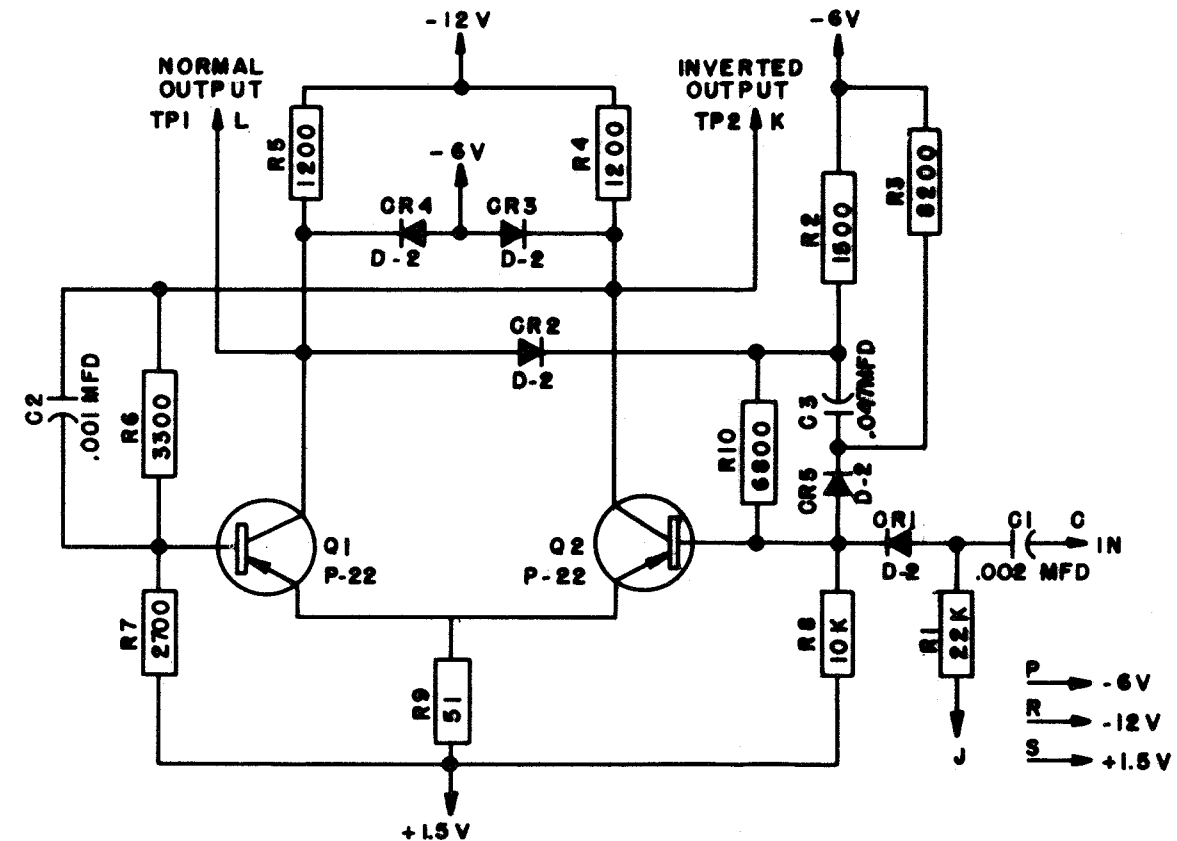 -12V
-6V
NORMAL
OUTPUT
TP1 L
INVERTED
OUTPUT
TP2 K
R5
1200
R4
1200
-6V
CR4
D-2
CR3
D-2
R2
1500
R3
8200
CR2
D-2
C2
.001 MFD
R6
3300
R10
6800
C3
.047MFD
CR5
D-2
Q1
P-22
Q2
P-22
CR1
D-2
C1
.002 MFD
C
IN
R7
2700
R9
51
R8
10K
R1
22K
J
P
-6V
R
-12V
S
+1.5V
+1.5V